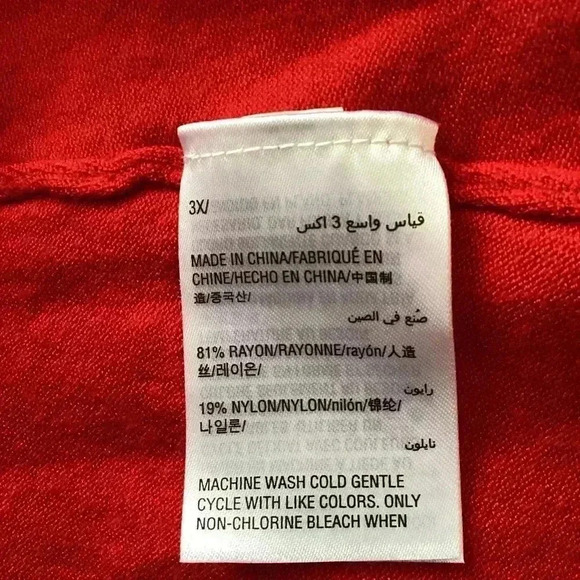 3X/
قياس واسع 3 اكس
MADE IN CHINA/FABRIQUÉ EN
CHINE/HECHO EN CHINA/中国制
造/중국산/
صُنع في الصين
81% RAYON/RAYONNE/rayón/人造
丝/레이온/
رايون
19% NYLON/NYLON/nilón/锦纶/
나일론/
نايلون
MACHINE WASH COLD GENTLE
CYCLE WITH LIKE COLORS. ONLY
NON-CHLORINE BLEACH WHEN